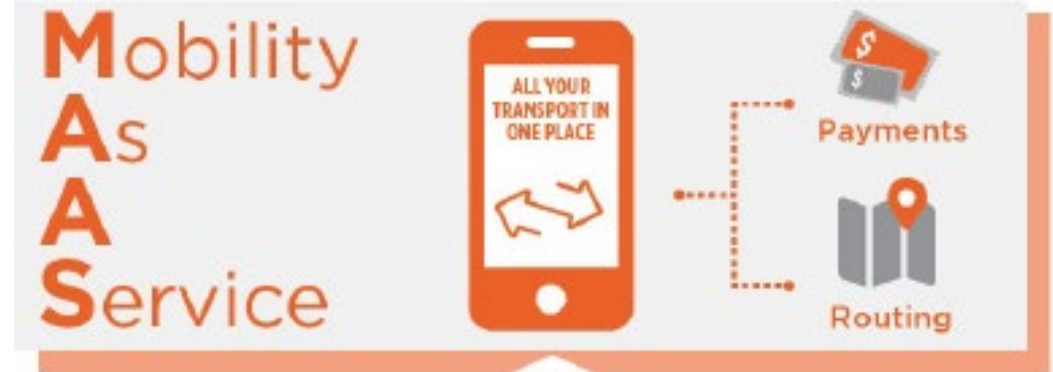 Mobility
As
A
Service
ALL YOUR
TRANSPORT IN
ONE PLACE
$
$
Payments
Routing